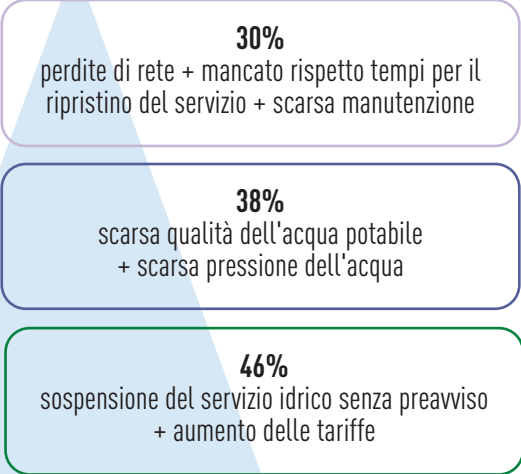 30%
perdite di rete + mancato rispetto tempi per il
ripristino del servizio + scarsa manutenzione
38%
scarsa qualità dell'acqua potabile
+ scarsa pressione dell'acqua
46%
sospensione del servizio idrico senza preavviso
+ aumento delle tariffe